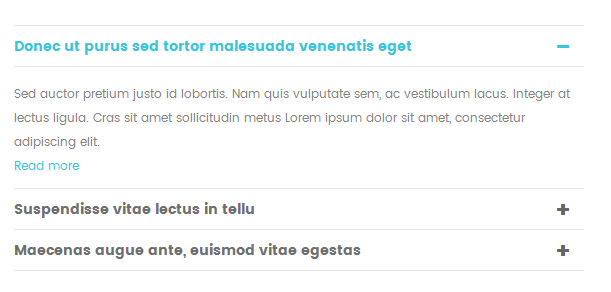 Donec ut purus sed tortor malesuada venenatis eget
Sed auctor pretium justo id lobortis. Nam quis vulputate sem, ac vestibulum lacus. Integer at
lectus ligula. Cras sit amet sollicitudin metus Lorem ipsum dolor sit amet, consectetur
adipiscing elit.
Read more
Suspendisse vitae lectus in tellu
Maecenas augue ante, euismod vitae egestas